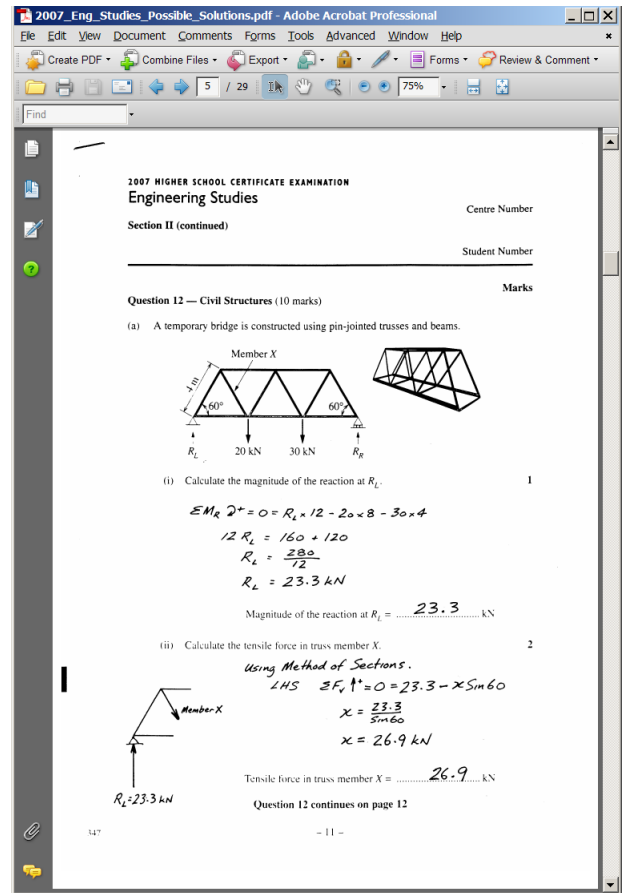 2007_Eng_Studies_Possible_Solutions.pdf - Adobe Acrobat Professional
File Edit View Document Comments Forms Tools Advanced Window Help
Create PDF Combine Files Export Forms Review & Comment
5 / 29 75%
Find
2007 HIGHER SCHOOL CERTIFICATE EXAMINATION
Engineering Studies
Centre Number
Section II (continued)
Student Number
Marks
Question 12 — Civil Structures (10 marks)
(a) A temporary bridge is constructed using pin-jointed trusses and beams.
Member X
4 m
60° 60°
R_L 20 kN 30 kN R_R
(i) Calculate the magnitude of the reaction at R_L. 1
ΣM_R ↻+ = 0 = R_L × 12 - 20 × 8 - 30 × 4
12 R_L = 160 + 120
R_L = 280/12
R_L = 23.3 kN
Magnitude of the reaction at R_L = 23.3 kN
(ii) Calculate the tensile force in truss member X. 2
Using Method of Sections.
LHS ΣF_V ↑+ = 0 = 23.3 - x Sin 60
x = 23.3/Sin 60
x = 26.9 kN
Member X
R_L = 23.3 kN
Tensile force in truss member X = 26.9 kN
Question 12 continues on page 12
347 – 11 –